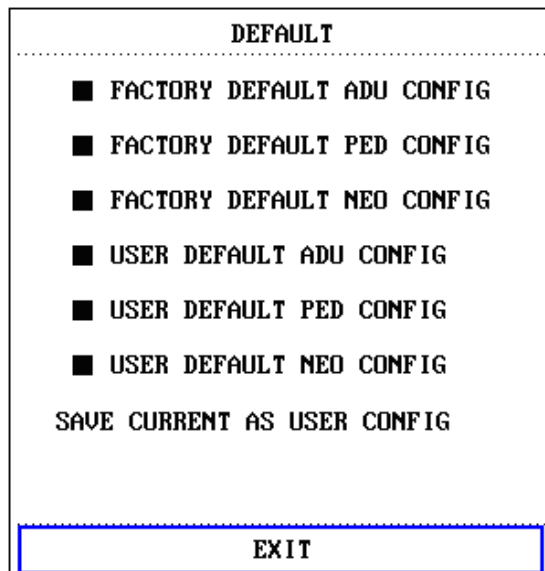 DEFAULT
FACTORY DEFAULT ADU CONFIG
FACTORY DEFAULT PED CONFIG
FACTORY DEFAULT NEO CONFIG
USER DEFAULT ADU CONFIG
USER DEFAULT PED CONFIG
USER DEFAULT NEO CONFIG
SAVE CURRENT AS USER CONFIG
EXIT